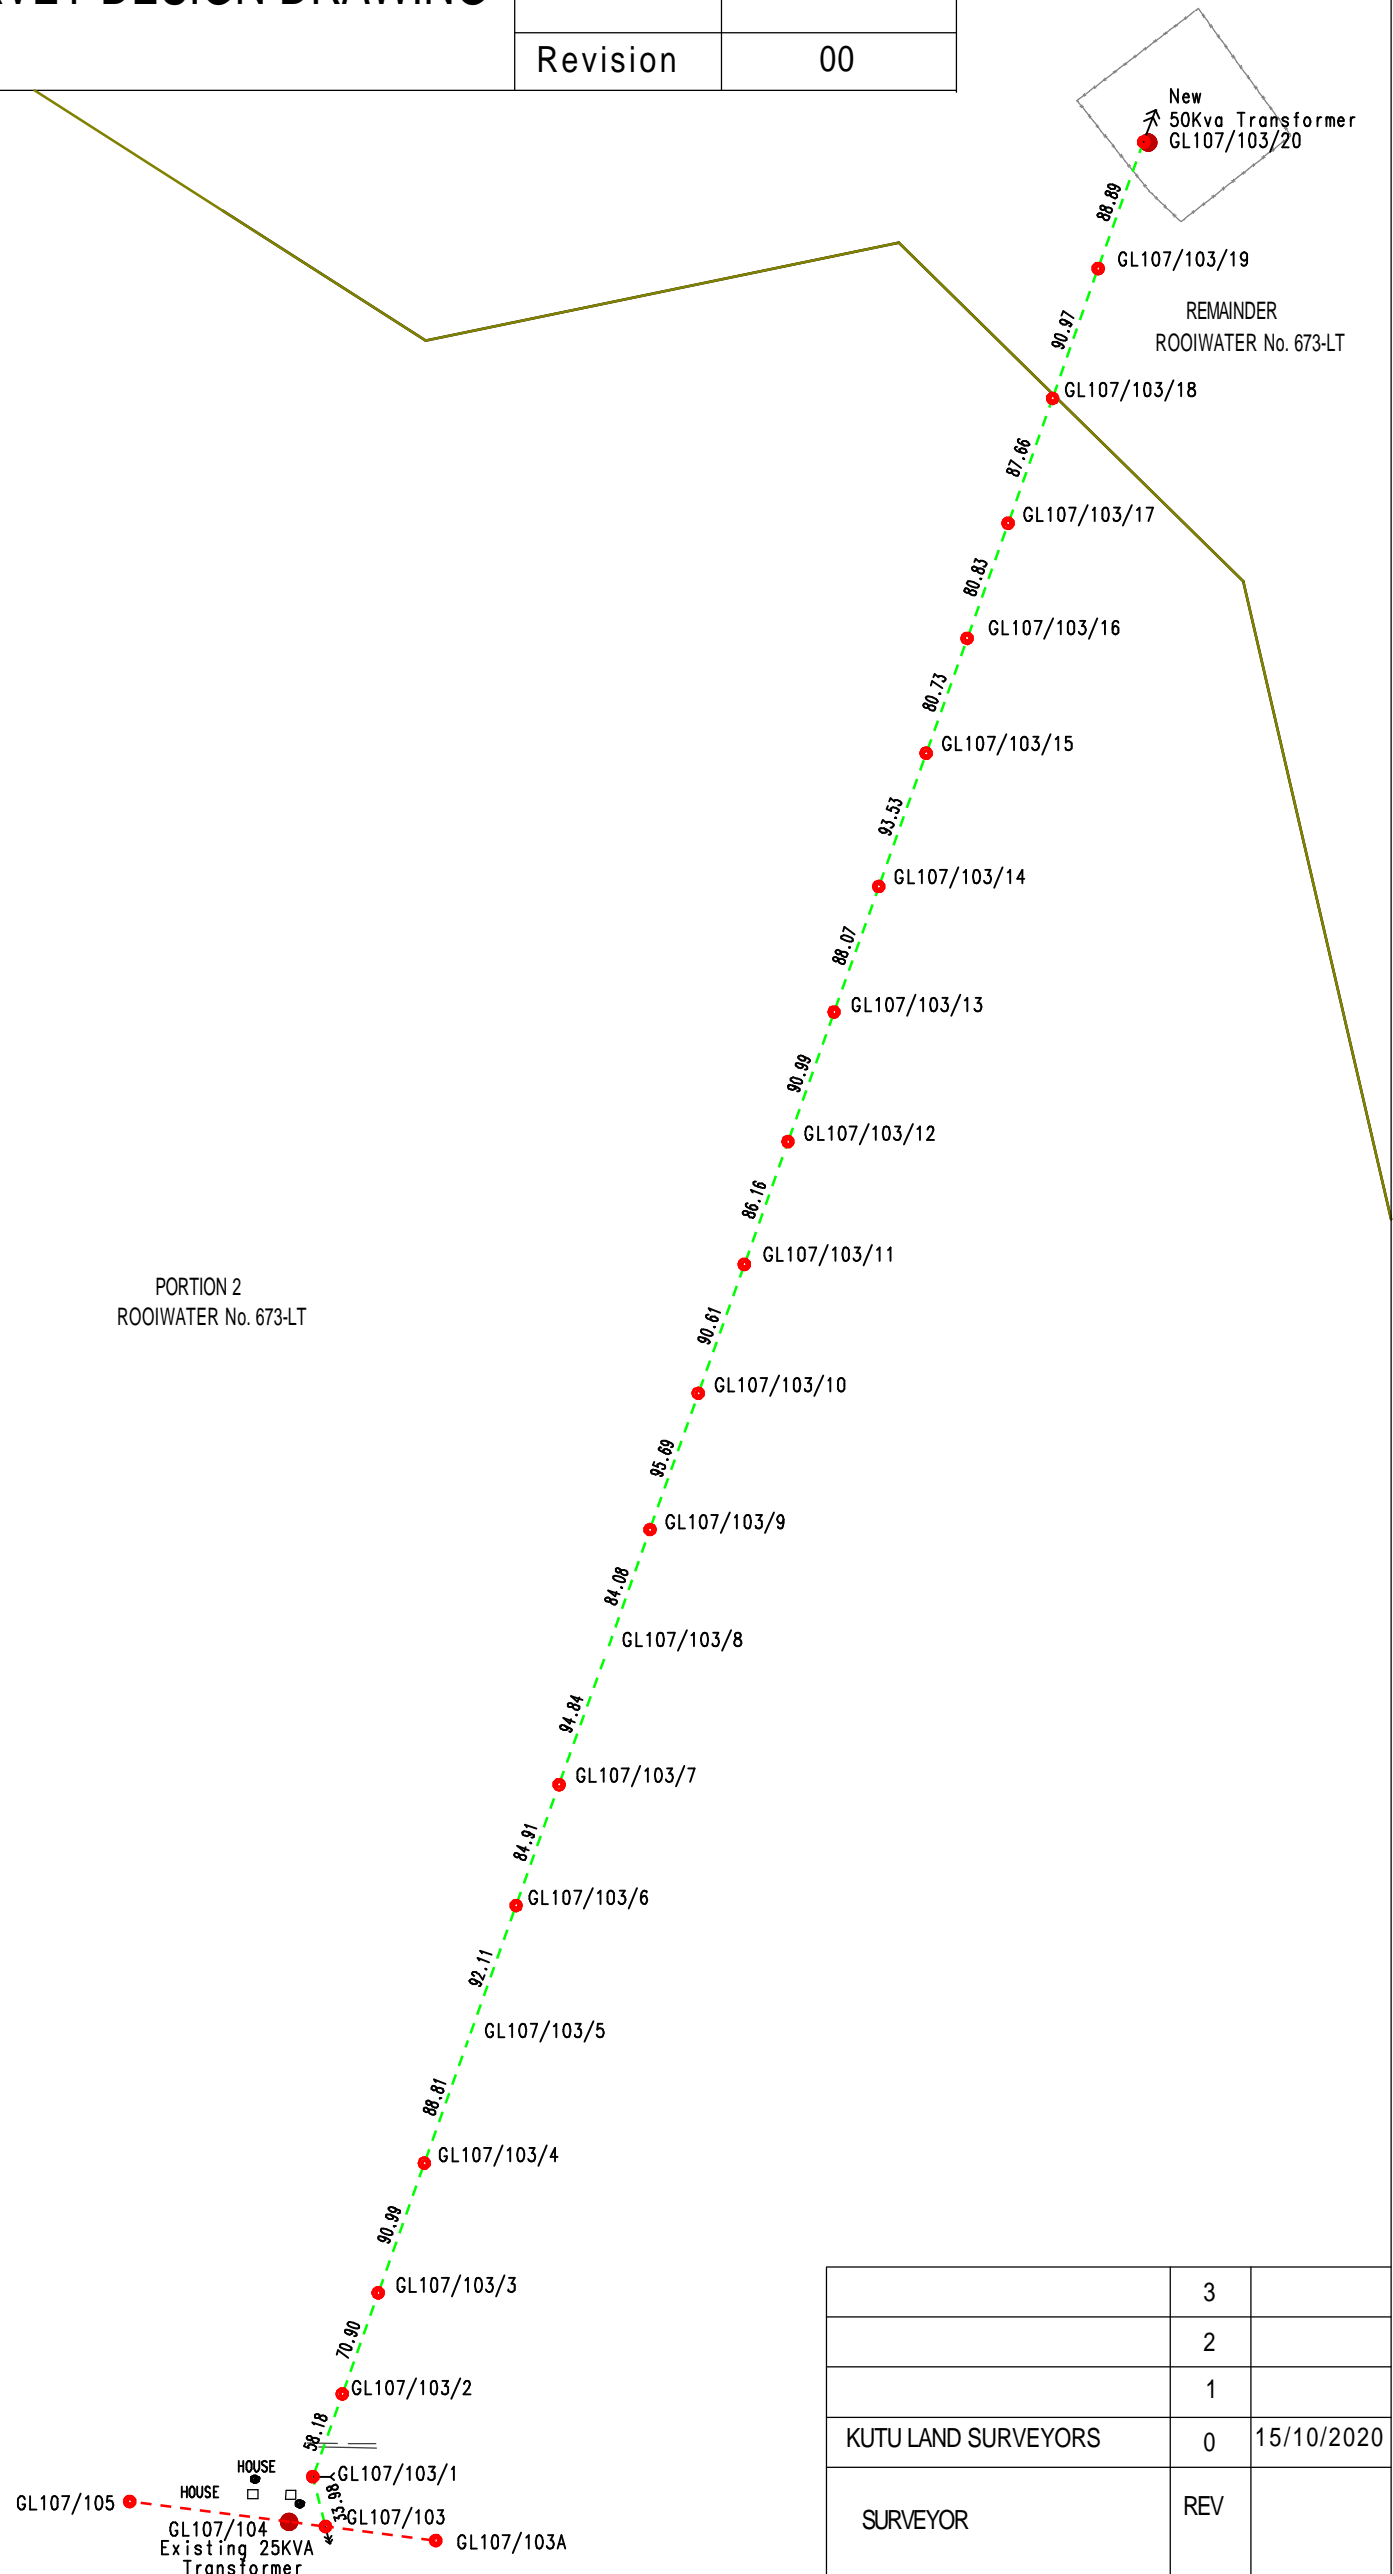 Revision 00
New
50Kva Transformer
GL107/103/20
88.89
GL107/103/19
REMAINDER
ROOIWATER No. 673-LT
90.97
GL107/103/18
87.66
GL107/103/17
80.83
GL107/103/16
80.73
GL107/103/15
93.53
GL107/103/14
88.07
GL107/103/13
90.99
GL107/103/12
86.16
GL107/103/11
PORTION 2
ROOIWATER No. 673-LT
90.61
GL107/103/10
95.69
GL107/103/9
84.08
GL107/103/8
94.84
GL107/103/7
84.91
GL107/103/6
92.11
GL107/103/5
88.81
GL107/103/4
90.99
GL107/103/3
70.90
GL107/103/2
58.18
GL107/103/1
33.98
HOUSE
HOUSE
GL107/105
GL107/103
GL107/104
GL107/103A
Existing 25KVA
Transformer
3
2
1
KUTU LAND SURVEYORS 0 15/10/2020
SURVEYOR REV